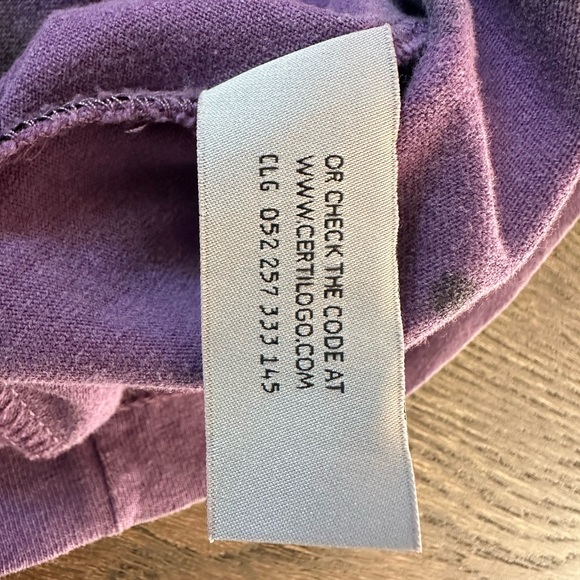 OR CHECK THE CODE AT
WWW.CERTILOGO.COM
CLG 052 257 333 145